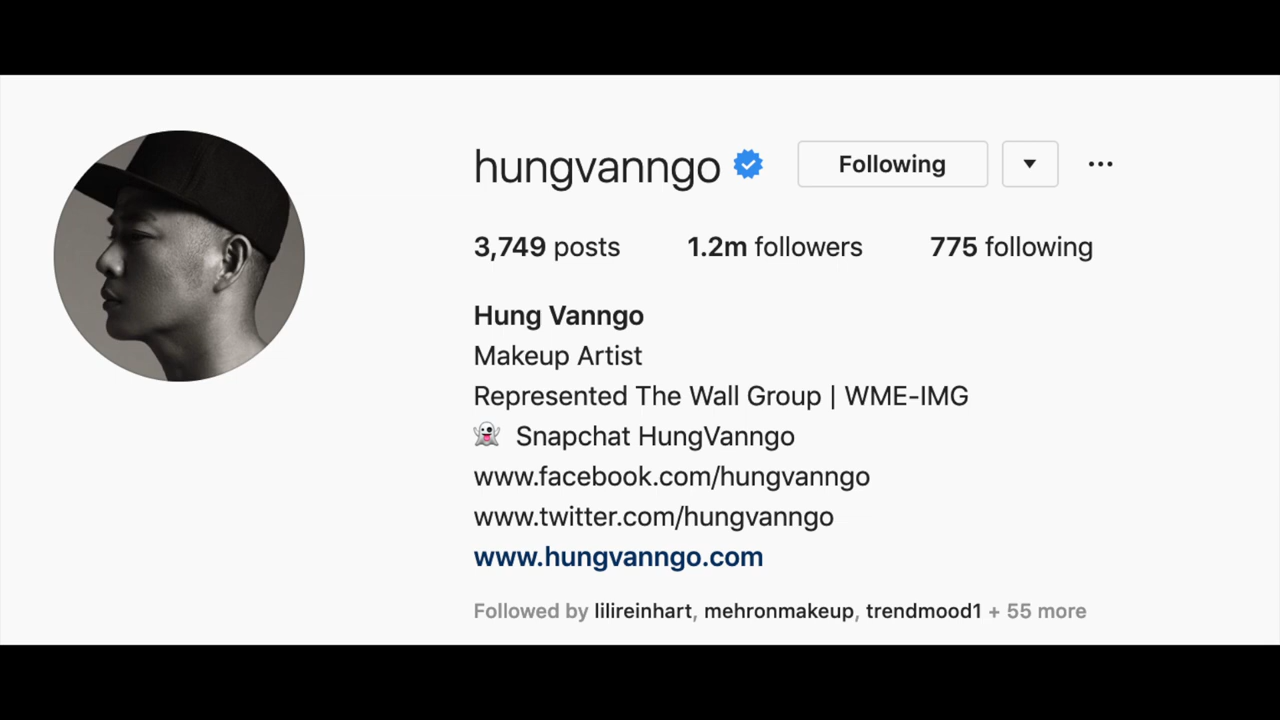 hungvanngo Following
3,749 posts 1.2m followers 775 following
Hung Vanngo
Makeup Artist
Represented The Wall Group | WME-IMG
👻 Snapchat HungVanngo
www.facebook.com/hungvanngo
www.twitter.com/hungvanngo
www.hungvanngo.com
Followed by lilireinhart, mehronmakeup, trendmood1 + 55 more